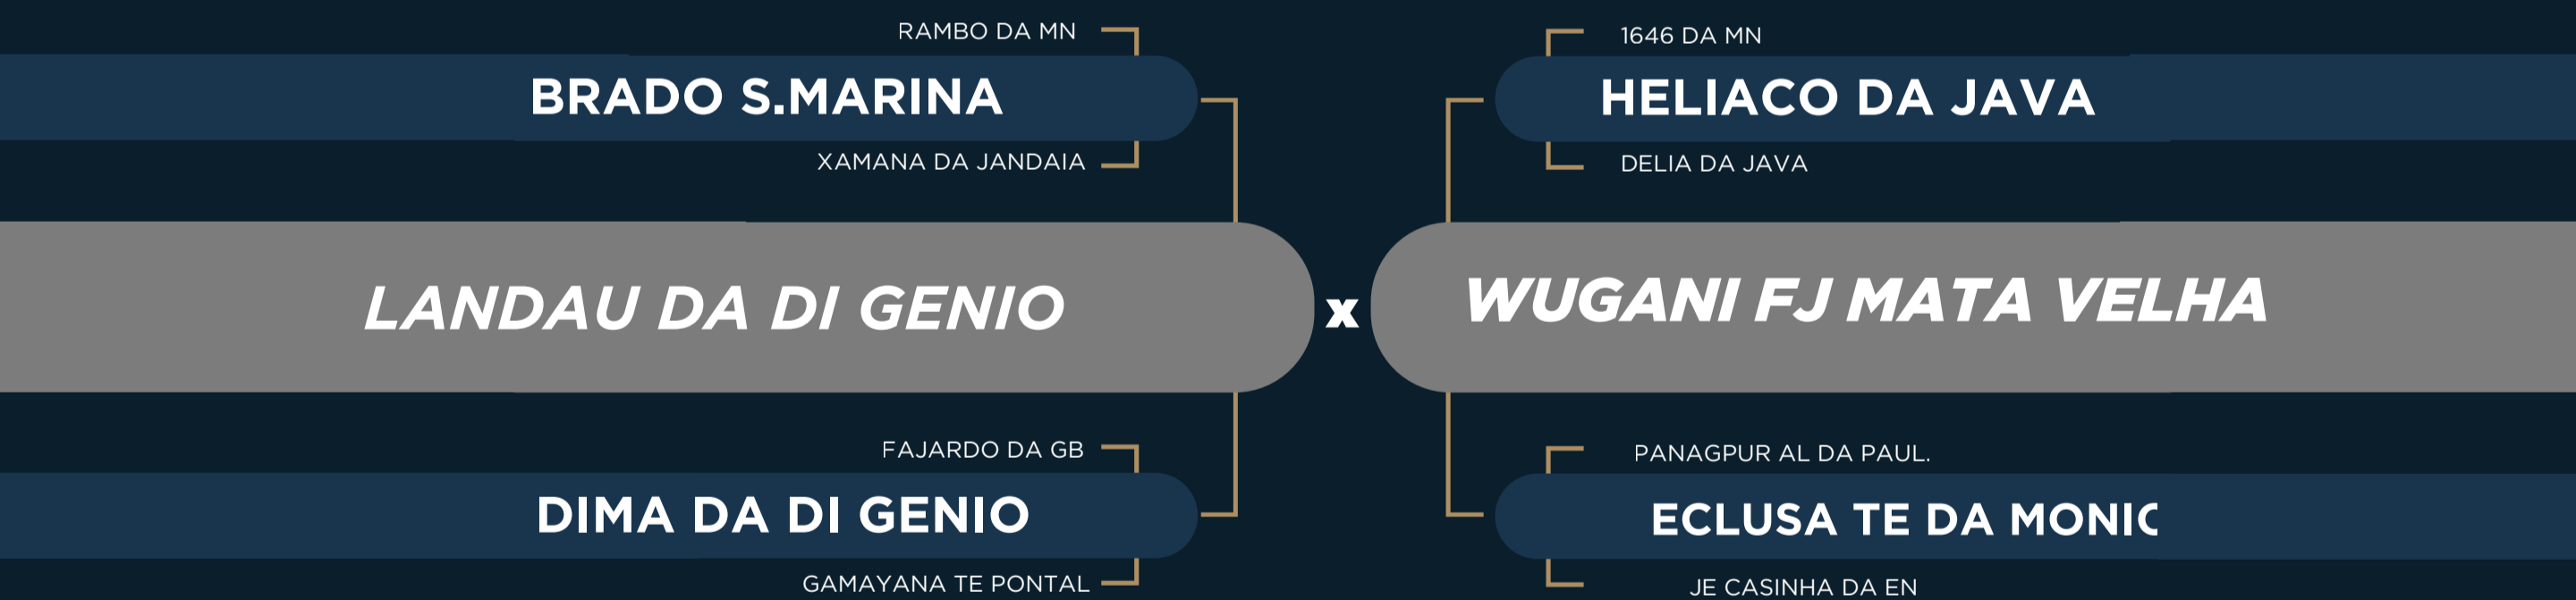 RAMBO DA MN
BRADO S.MARINA
XAMANA DA JANDAIA
LANDAU DA DI GENIO
FAJARDO DA GB
DIMA DA DI GENIO
GAMAYANA TE PONTAL
x
1646 DA MN
HELIACO DA JAVA
DELIA DA JAVA
WUGANI FJ MATA VELHA
PANAGPUR AL DA PAUL.
ECLUSA TE DA MONIC
JE CASINHA DA EN